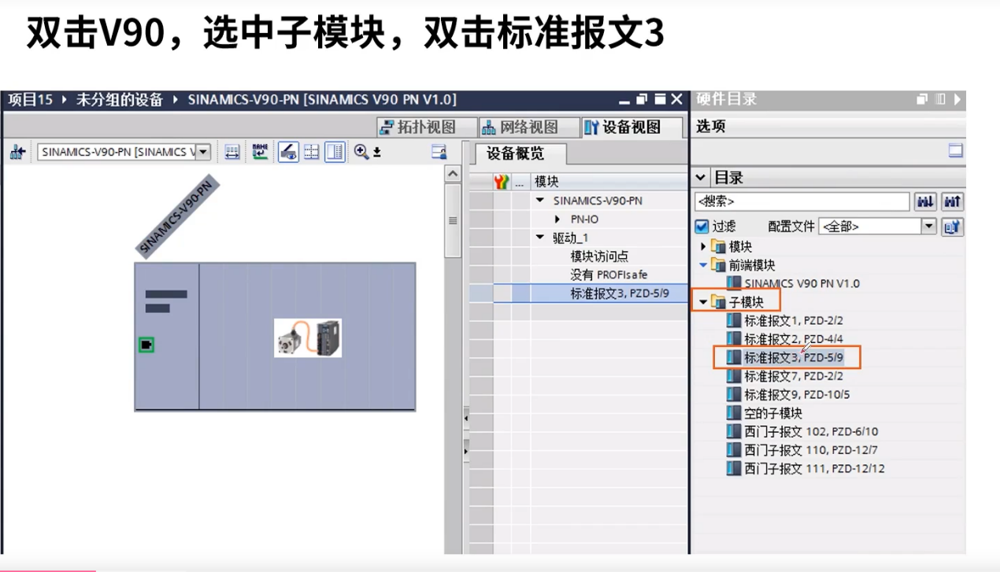 双击V90，选中子模块，双击标准报文3
项目15 ▸ 未分组的设备 ▸ SINAMICS-V90-PN [SINAMICS V90 PN V1.0]
拓扑视图
网络视图
设备视图
SINAMICS-V90-PN [SINAMICS V
NAME
SINAMICS-V90-PN
设备概览
... 模块
SINAMICS-V90-PN
PN-IO
驱动_1
模块访问点
没有 PROFIsafe
标准报文3, PZD-5/9
硬件目录
选项
目录
<搜索>
过滤 配置文件 <全部>
模块
前端模块
SINAMICS V90 PN V1.0
子模块
标准报文1, PZD-2/2
标准报文2, PZD-4/4
标准报文3, PZD-5/9
标准报文7, PZD-2/2
标准报文9, PZD-10/5
空的子模块
西门子报文 102, PZD-6/10
西门子报文 110, PZD-12/7
西门子报文 111, PZD-12/12